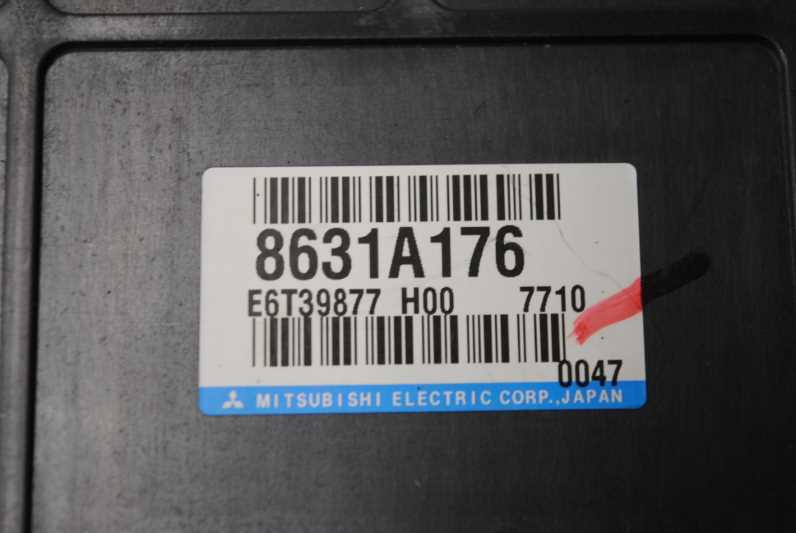 8631A176
E6T39877 H00 7710
0047
MITSUBISHI ELECTRIC CORP.,JAPAN